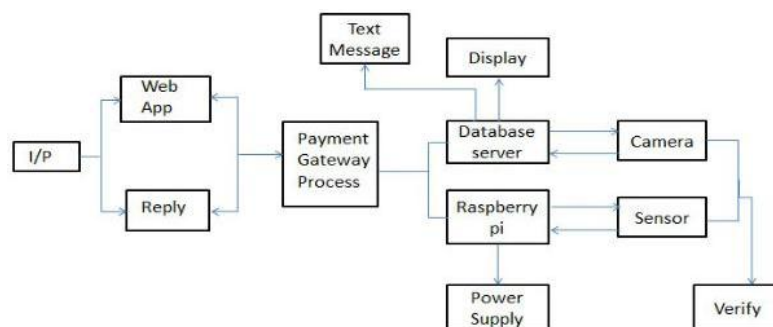 Text
Message
Display
Web
App
I/P
Payment
Gateway
Process
Database
server
Camera
Reply
Raspberry
pi
Sensor
Power
Supply
Verify